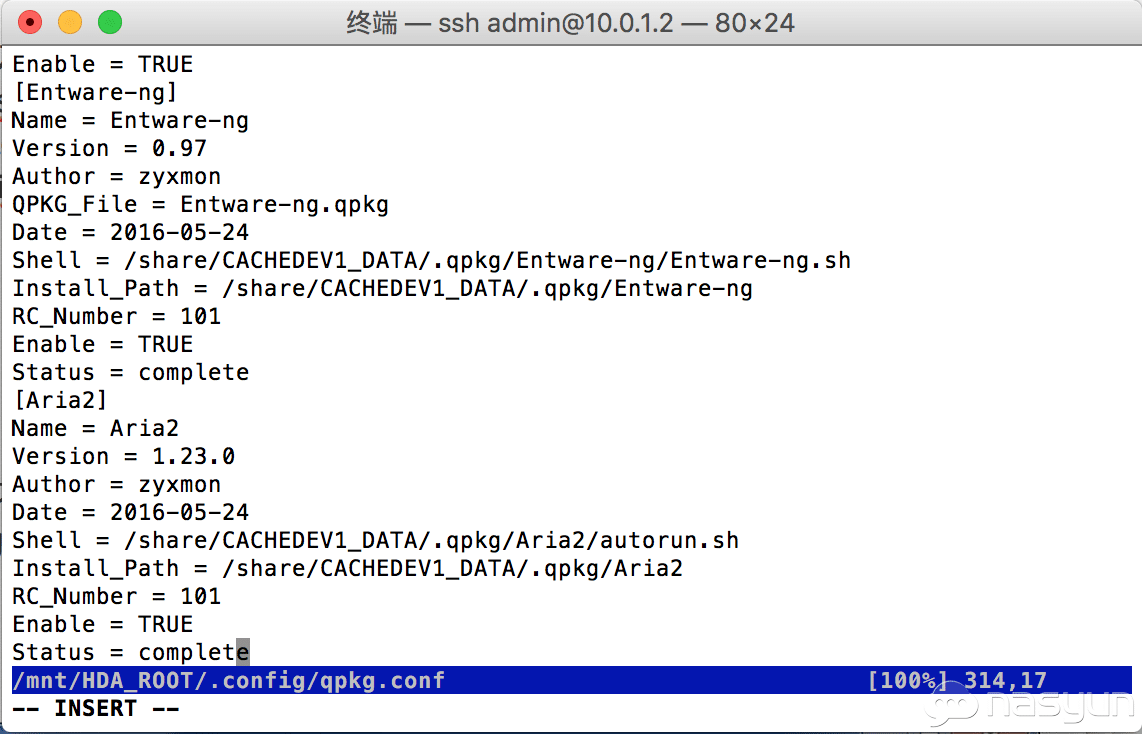 终端 — ssh admin@10.0.1.2 — 80×24
Enable = TRUE
[Entware-ng]
Name = Entware-ng
Version = 0.97
Author = zyxmon
QPKG_File = Entware-ng.qpkg
Date = 2016-05-24
Shell = /share/CACHEDEV1_DATA/.qpkg/Entware-ng/Entware-ng.sh
Install_Path = /share/CACHEDEV1_DATA/.qpkg/Entware-ng
RC_Number = 101
Enable = TRUE
Status = complete
[Aria2]
Name = Aria2
Version = 1.23.0
Author = zyxmon
Date = 2016-05-24
Shell = /share/CACHEDEV1_DATA/.qpkg/Aria2/autorun.sh
Install_Path = /share/CACHEDEV1_DATA/.qpkg/Aria2
RC_Number = 101
Enable = TRUE
Status = complete
/mnt/HDA_ROOT/.config/qpkg.conf [100%] 314,17
-- INSERT --
nasyun